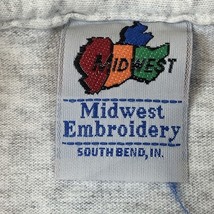 MIDWEST
Midwest
Embroidery
SOUTH BEND, IN.